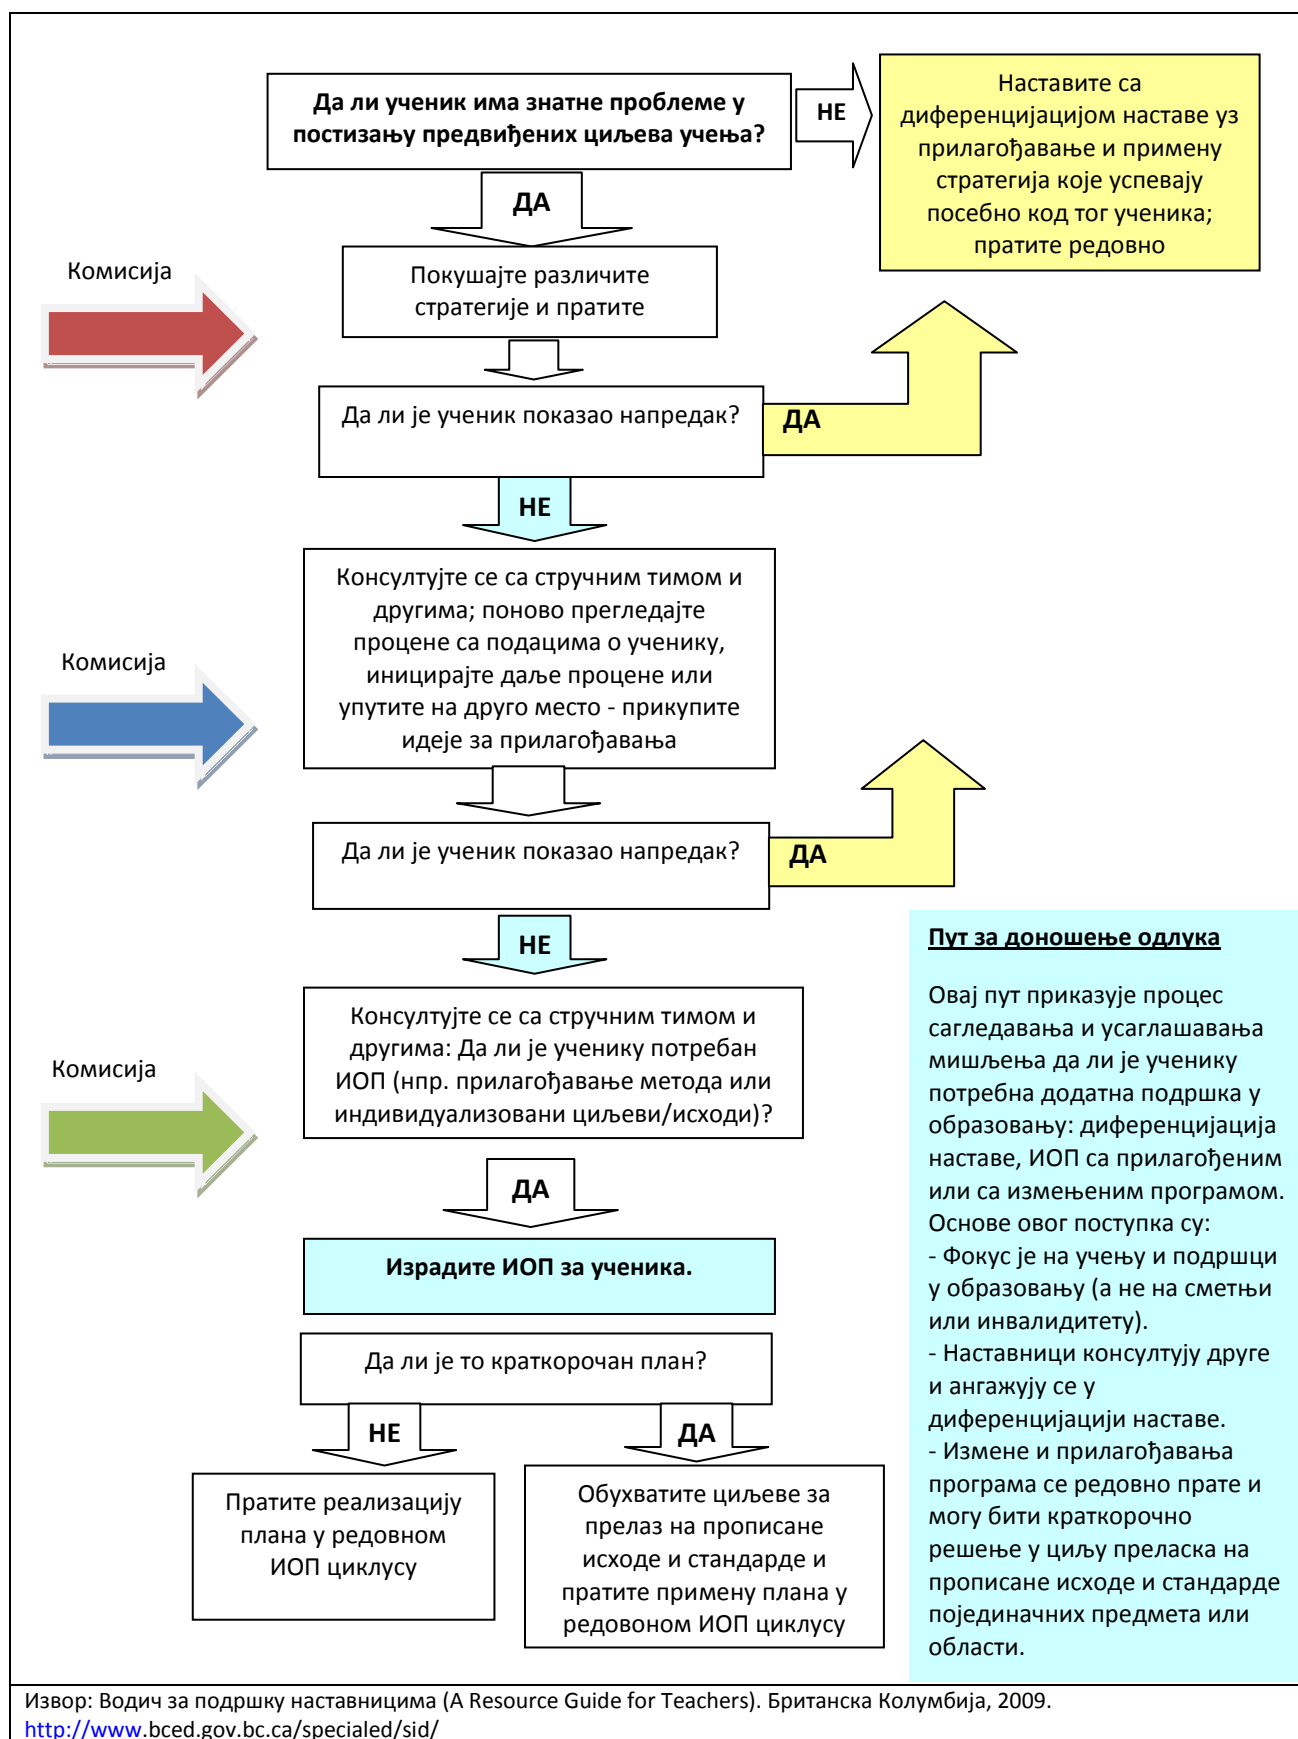 Да ли ученик има знатне проблеме у
постизању предвиђених циљева учења?
НЕ
Наставите са
диференцијацијом наставе уз
прилагођавање и примену
стратегија које успевају
посебно код тог ученика;
пратите редовно
ДА
Комисија
Покушајте различите
стратегије и пратите
Да ли је ученик показао напредак?
ДА
НЕ
Комисија
Консултујте се са стручним тимом и
другима; поново прегледајте
процене са подацима о ученику,
иницирајте даље процене или
упутите на друго место - прикупите
идеје за прилагођавања
Да ли је ученик показао напредак?
ДА
НЕ
Комисија
Консултујте се са стручним тимом и
другима: Да ли је ученику потребан
ИОП (нпр. прилагођавање метода или
индивидуализовани циљеви/исходи)?
ДА
Израдите ИОП за ученика.
Да ли је то краткорочан план?
НЕ
ДА
Пратите реализацију
плана у редовном
ИОП циклусу
Обухватите циљеве за
прелаз на прописане
исходе и стандарде и
пратите примену плана у
редовоном ИОП циклусу
Пут за доношење одлука
Овај пут приказује процес
сагледавања и усаглашавања
мишљења да ли је ученику
потребна додатна подршка у
образовању: диференцијација
наставе, ИОП са прилагођеним
или са измењеним програмом.
Основе овог поступка су:
- Фокус је на учењу и подршци
у образовању (а не на сметњи
или инвалидитету).
- Наставници консултују друге
и ангажују се у
диференцијацији наставе.
- Измене и прилагођавања
програма се редовно прате и
могу бити краткорочно
решење у циљу преласка на
прописане исходе и стандарде
појединачних предмета или
области.
Извор: Водич за подршку наставницима (A Resource Guide for Teachers). Британска Колумбија, 2009.
http://www.bced.gov.bc.ca/specialed/sid/